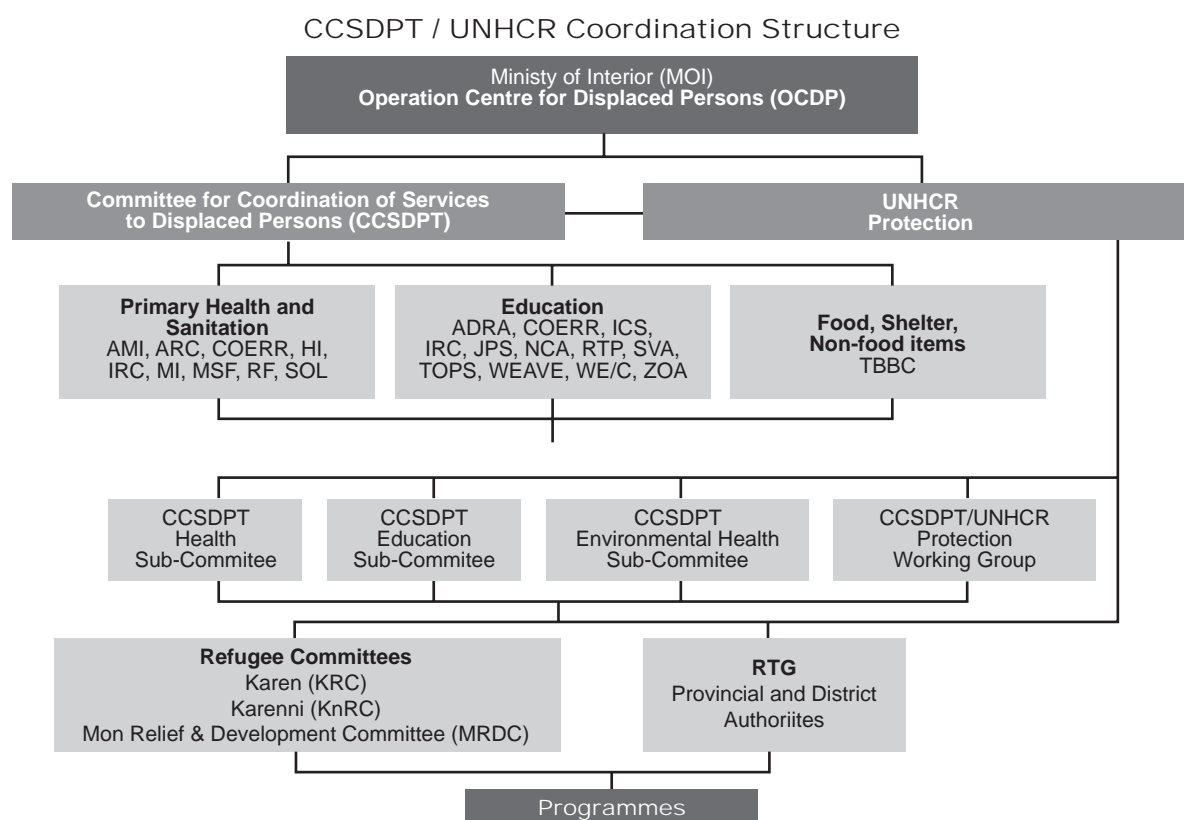 CCSDPT / UNHCR Coordination Structure
Ministy of Interior (MOI)
Operation Centre for Displaced Persons (OCDP)
Committee for Coordination of Services
to Displaced Persons (CCSDPT)
UNHCR
Protection
Primary Health and
Sanitation
AMI, ARC, COERR, HI,
IRC, MI, MSF, RF, SOL
Education
ADRA, COERR, ICS,
IRC, JPS, NCA, RTP, SVA,
TOPS, WEAVE, WE/C, ZOA
Food, Shelter,
Non-food items
TBBC
CCSDPT
Health
Sub-Commitee
CCSDPT
Education
Sub-Commitee
CCSDPT
Environmental Health
Sub-Commitee
CCSDPT/UNHCR
Protection
Working Group
Refugee Committees
Karen (KRC)
Karenni (KnRC)
Mon Relief & Development Committee (MRDC)
RTG
Provincial and District
Authoriites
Programmes